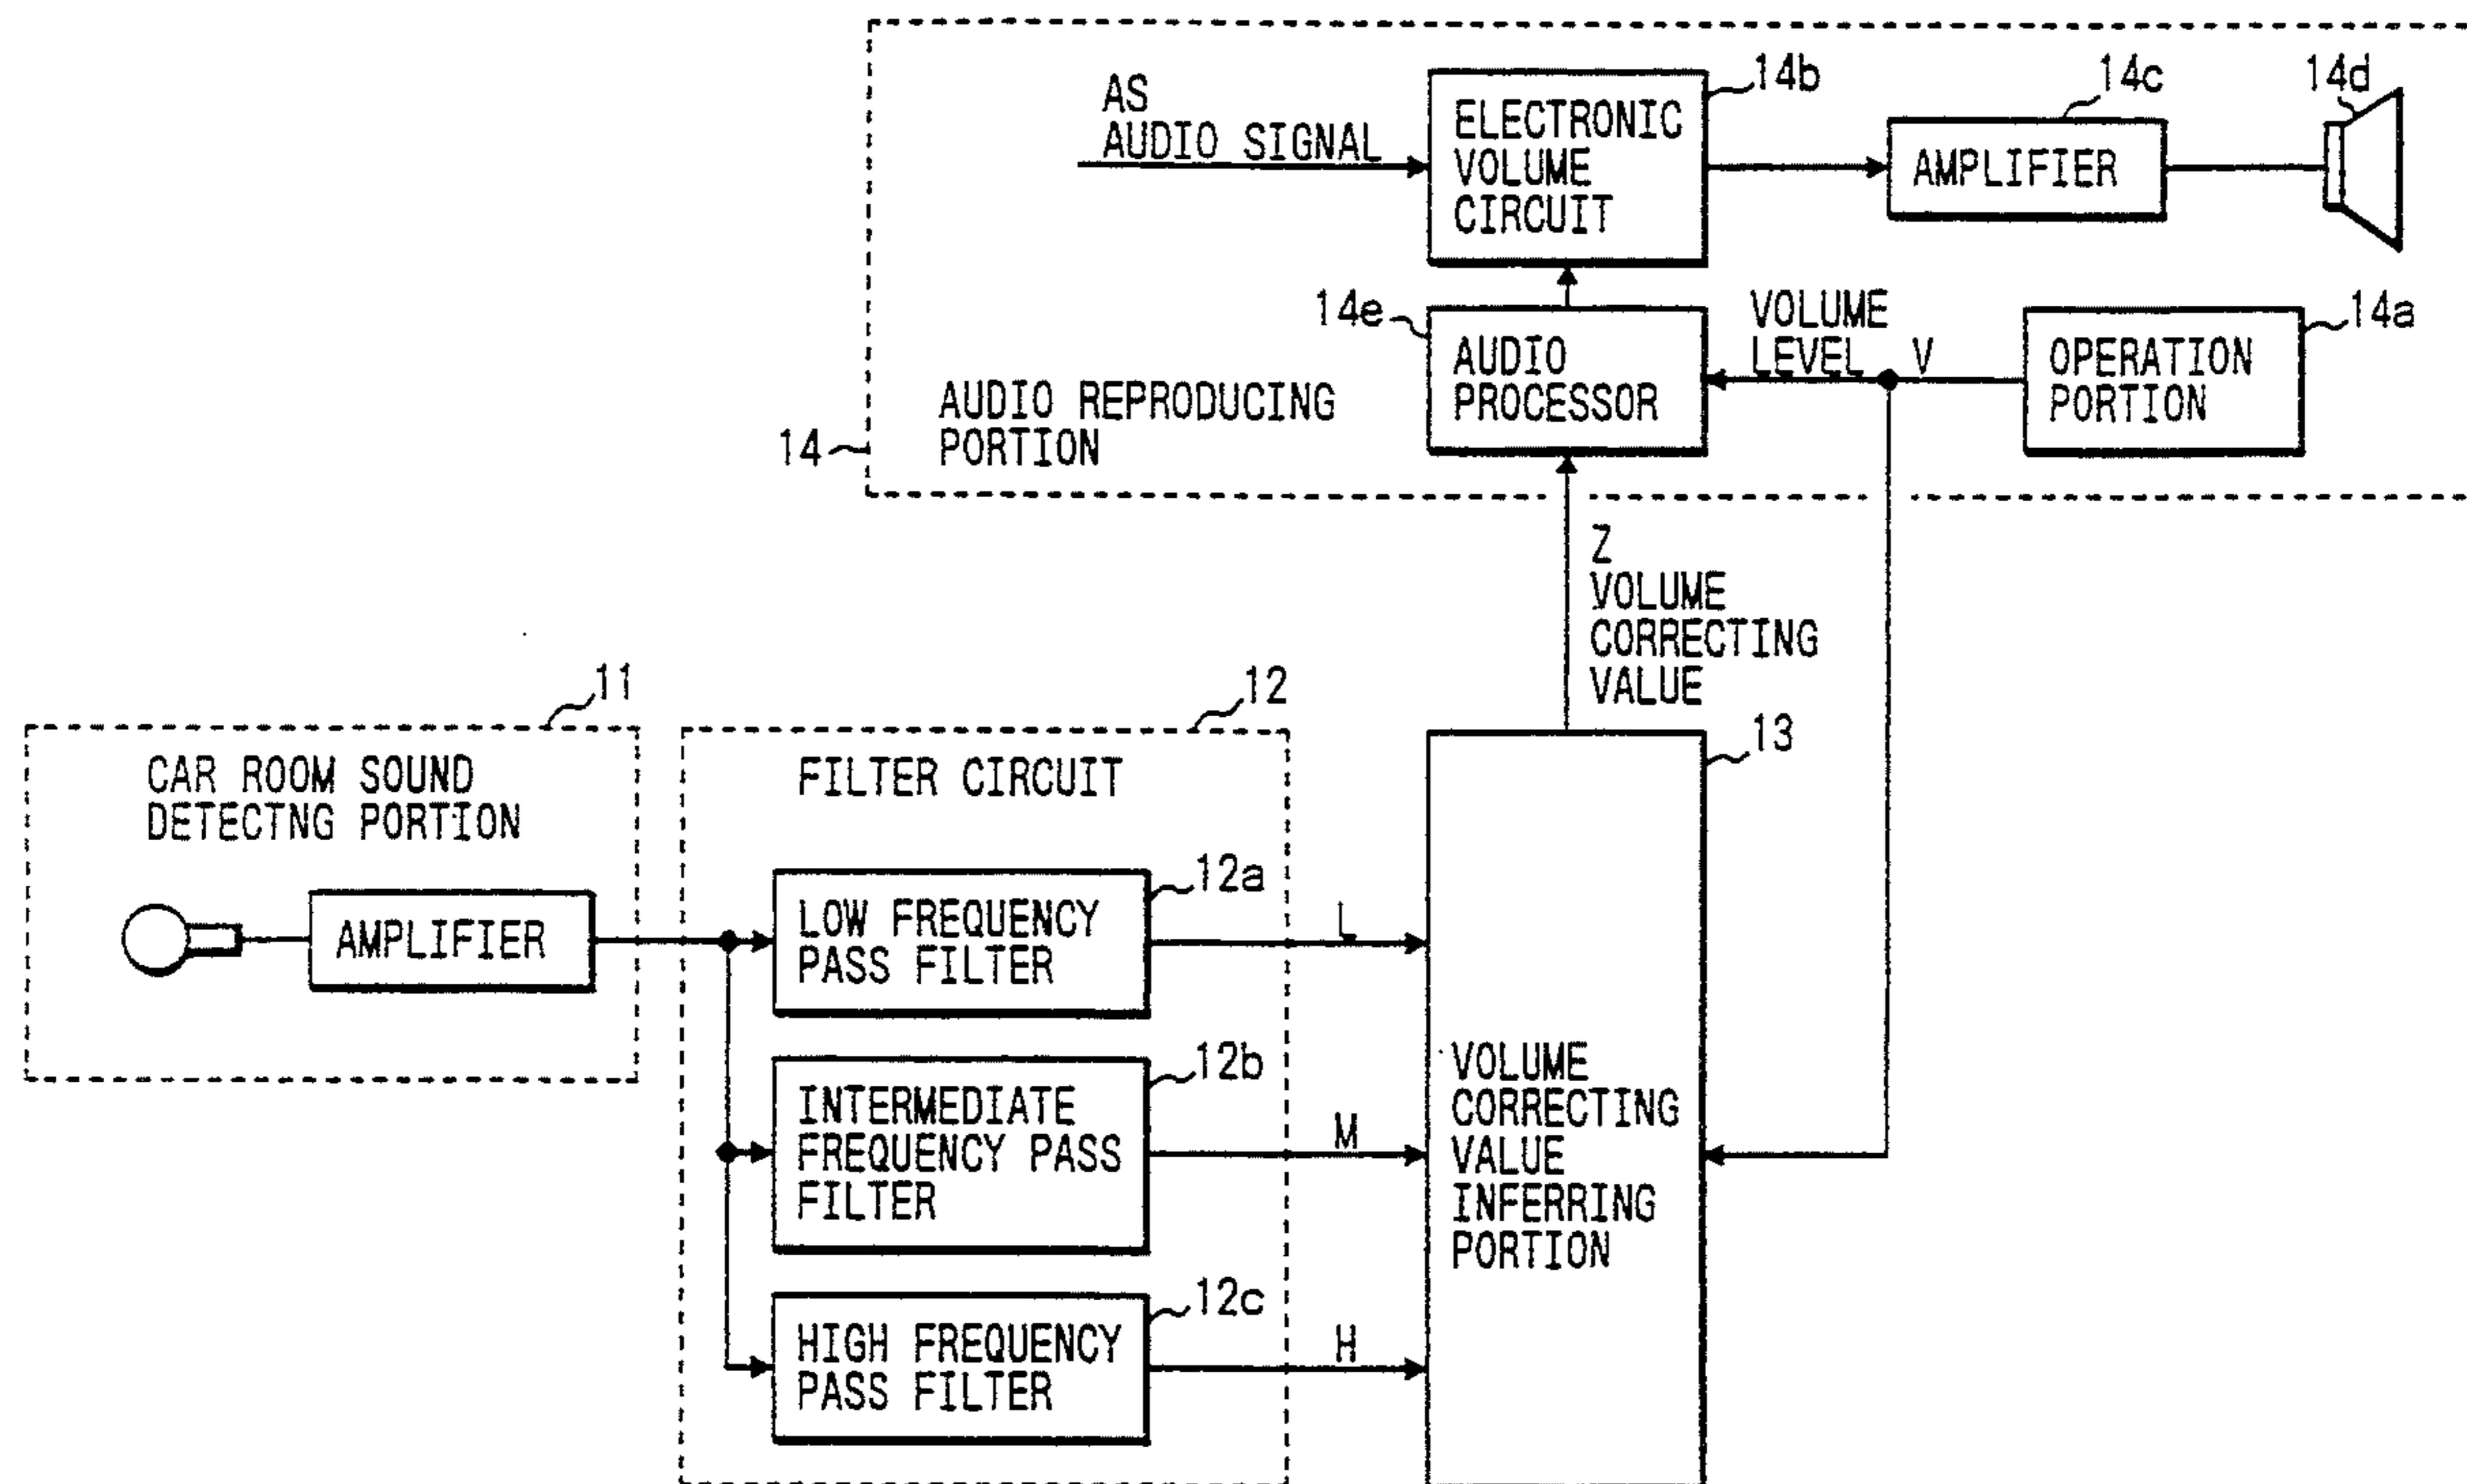 AS
AUDIO SIGNAL
ELECTRONIC
VOLUME
CIRCUIT
14b
AMPLIFIER
14c
14d
14e
AUDIO
PROCESSOR
VOLUME
LEVEL V
OPERATION
PORTION
14a
AUDIO REPRODUCING
PORTION
14
Z
VOLUME
CORRECTING
VALUE
11
CAR ROOM SOUND
DETECTNG PORTION
AMPLIFIER
12
FILTER CIRCUIT
12a
LOW FREQUENCY
PASS FILTER
L
12b
INTERMEDIATE
FREQUENCY PASS
FILTER
M
12c
HIGH FREQUENCY
PASS FILTER
H
13
VOLUME
CORRECTING
VALUE
INFERRING
PORTION